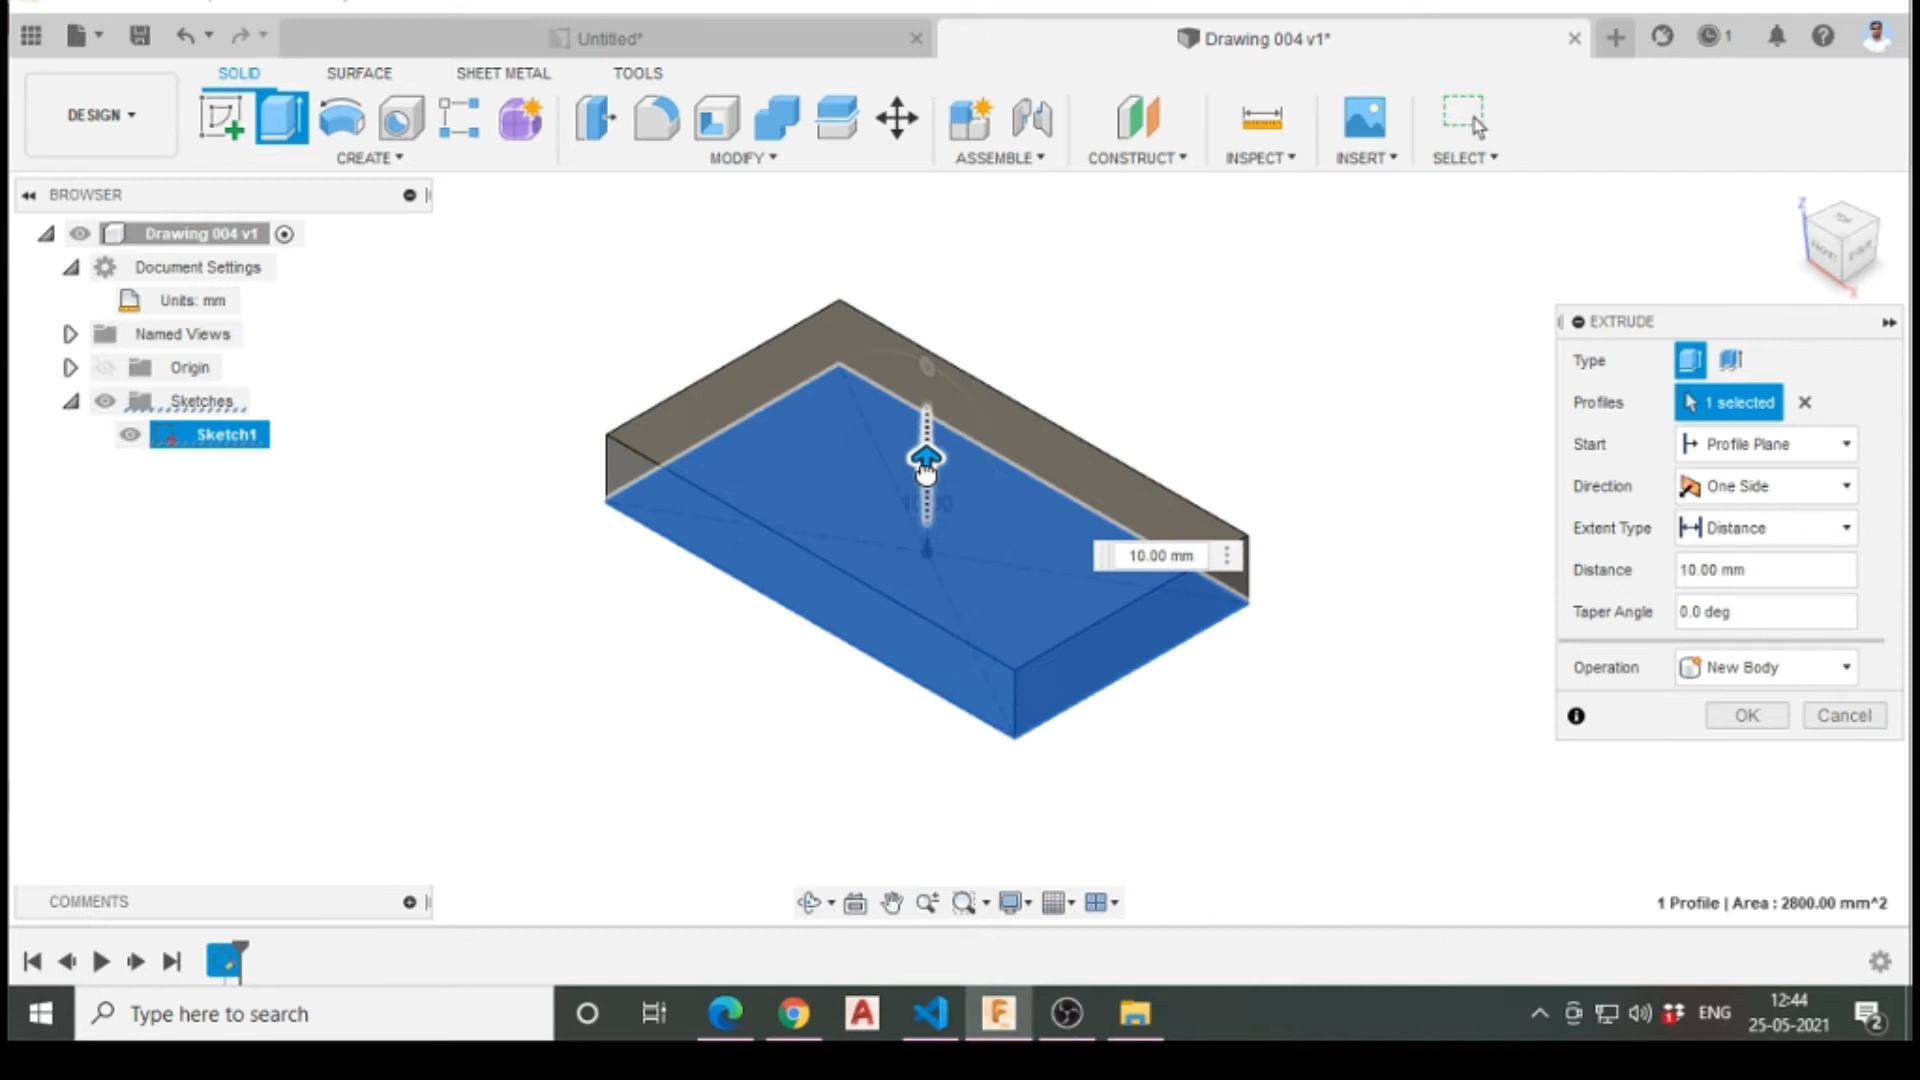 Untitled*
Drawing 004 v1*
1
SOLID
SURFACE
SHEET METAL
TOOLS
DESIGN
CREATE
MODIFY
ASSEMBLE
CONSTRUCT
INSPECT
INSERT
SELECT
BROWSER
Drawing 004 v1
Document Settings
Units: mm
Named Views
Origin
Sketches
Sketch1
Z
TOP
FRONT
X
10.00 mm
EXTRUDE
Type
Profiles
1 selected
Start
Profile Plane
Direction
One Side
Extent Type
Distance
Distance
10.00 mm
Taper Angle
0.0 deg
Operation
New Body
OK
Cancel
COMMENTS
1 Profile | Area : 2800.00 mm^2
Type here to search
ENG
12:44
25-05-2021
2